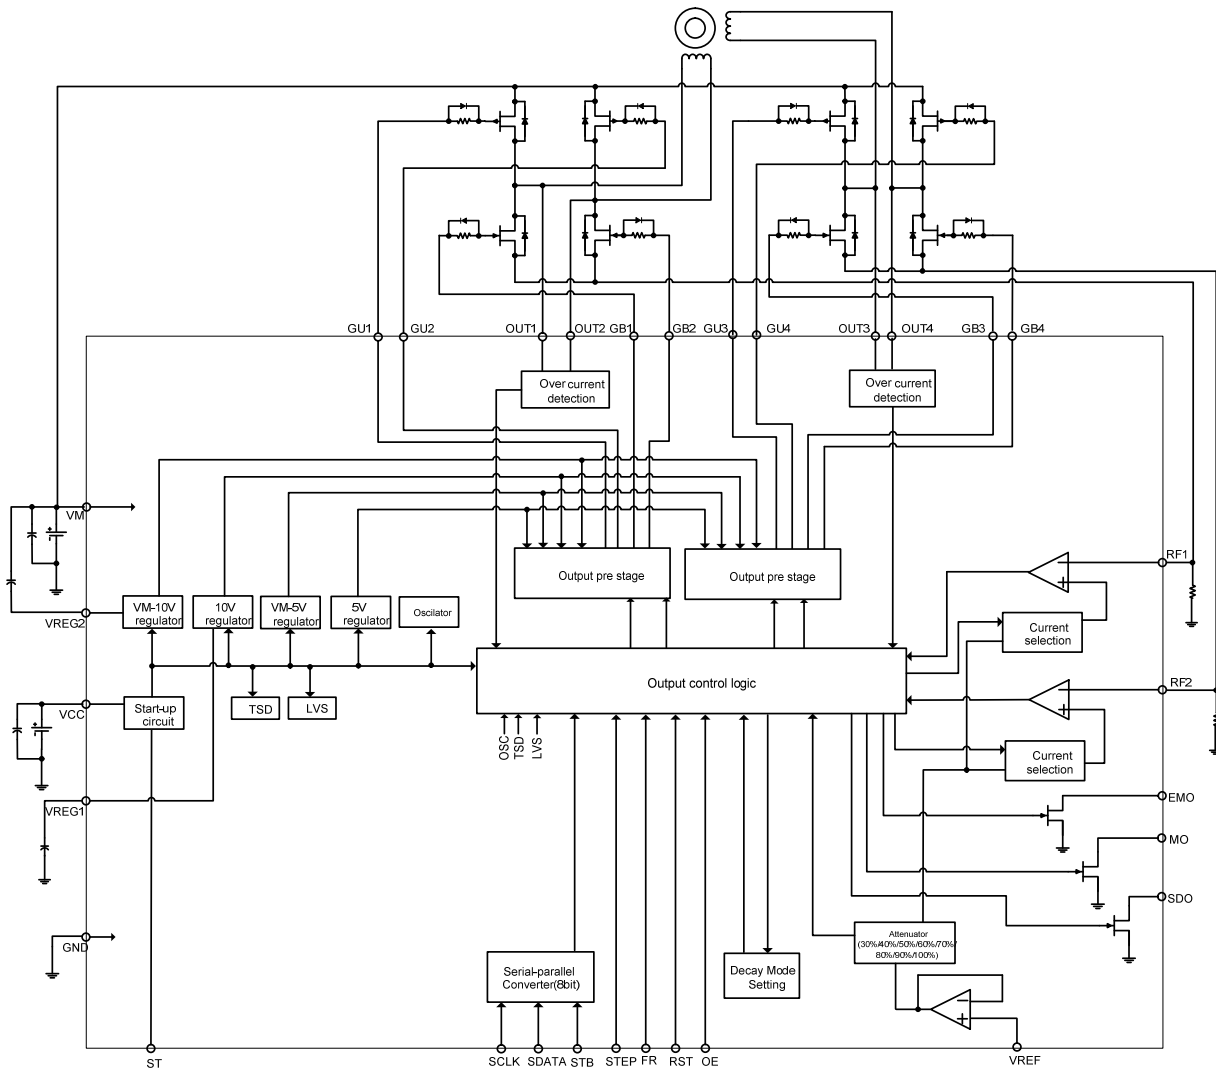 GU1
GU2
OUT1
OUT2
GB1
GB2
GU3
GU4
OUT3
OUT4
GB3
GB4
Over current
detection
Over current
detection
VM
Output pre stage
Output pre stage
RF1
VM-10V
regulator
10V
regulator
VM-5V
regulator
5V
regulator
Oscilator
VREG2
Current
selection
Output control logic
RF2
VCC
Start-up
circuit
TSD
LVS
OSC
TSD
LVS
Current
selection
VREG1
EMO
MO
SDO
GND
Attenuator
(30%/40%/50%/60%/70%/
80%/90%/100%)
Serial-parallel
Converter(8bit)
Decay Mode
Setting
ST
SCLK
SDATA
STB
STEP
FR
RST
OE
VREF